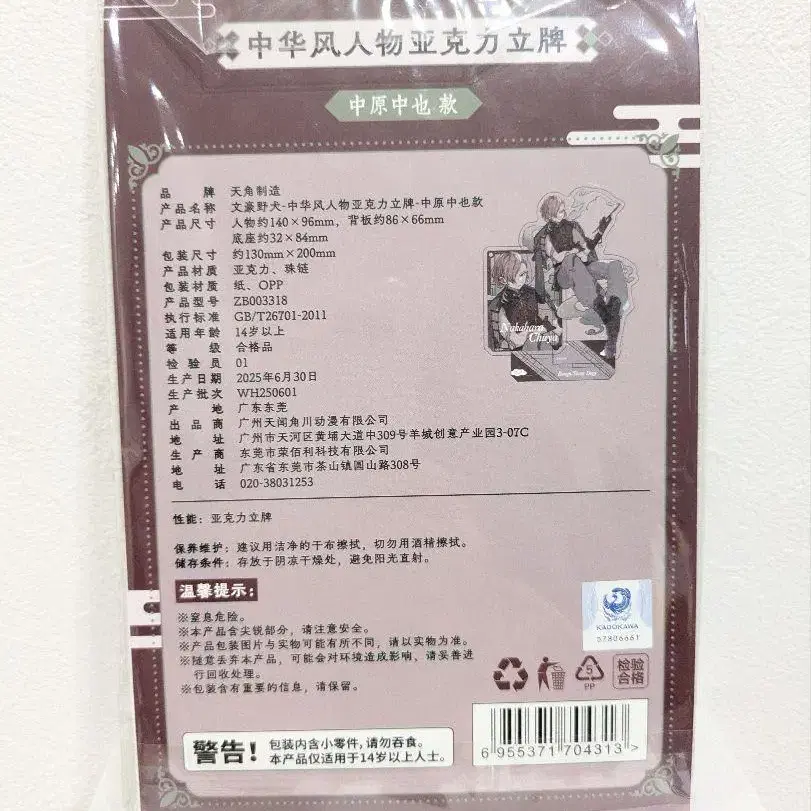 中华风人物亚克力立牌
中原中也 款
品牌 天角制造
产品名称 文豪野犬-中华风人物亚克力立牌-中原中也款
产品尺寸 人物约140×96mm，背板约86×66mm
底座约32×84mm
包装尺寸 约130mm×200mm
产品材质 亚克力、珠链
包装材质 纸、OPP
产品型号 ZB003318
执行标准 GB/T26701-2011
适用年龄 14岁以上
等级 合格品
检验员 01
生产日期 2025年6月30日
生产批次 WH250601
产地 广东东莞
出品商 广州天闻角川动漫有限公司
地址 广州市天河区黄埔大道中309号羊城创意产业园3-07C
生产商 东莞市荣佰利科技有限公司
地址 广东省东莞市茶山镇圆山路308号
电话 020-38031253
Nakahara
Chuya
Bungo Stray Dogs
性能：亚克力立牌
保养维护：建议用洁净的干布擦拭，切勿用酒精擦拭。
储存条件：存放于阴凉干燥处，避免阳光直射。
温馨提示：
※窒息危险。
※本产品含尖锐部分，请注意安全。
※产品包装图片与实物可能有所不同，请以实物为准。
※随意丢弃本产品，可能会对环境造成影响，请妥善进
行回收处理。
※包装含有重要的信息，请保留。
KADOKAWA
57806661
5
PP
检验
合格
警告！
包装内含小零件，请勿吞食。
本产品仅适用于14岁以上人士。
6 955371 704313 >